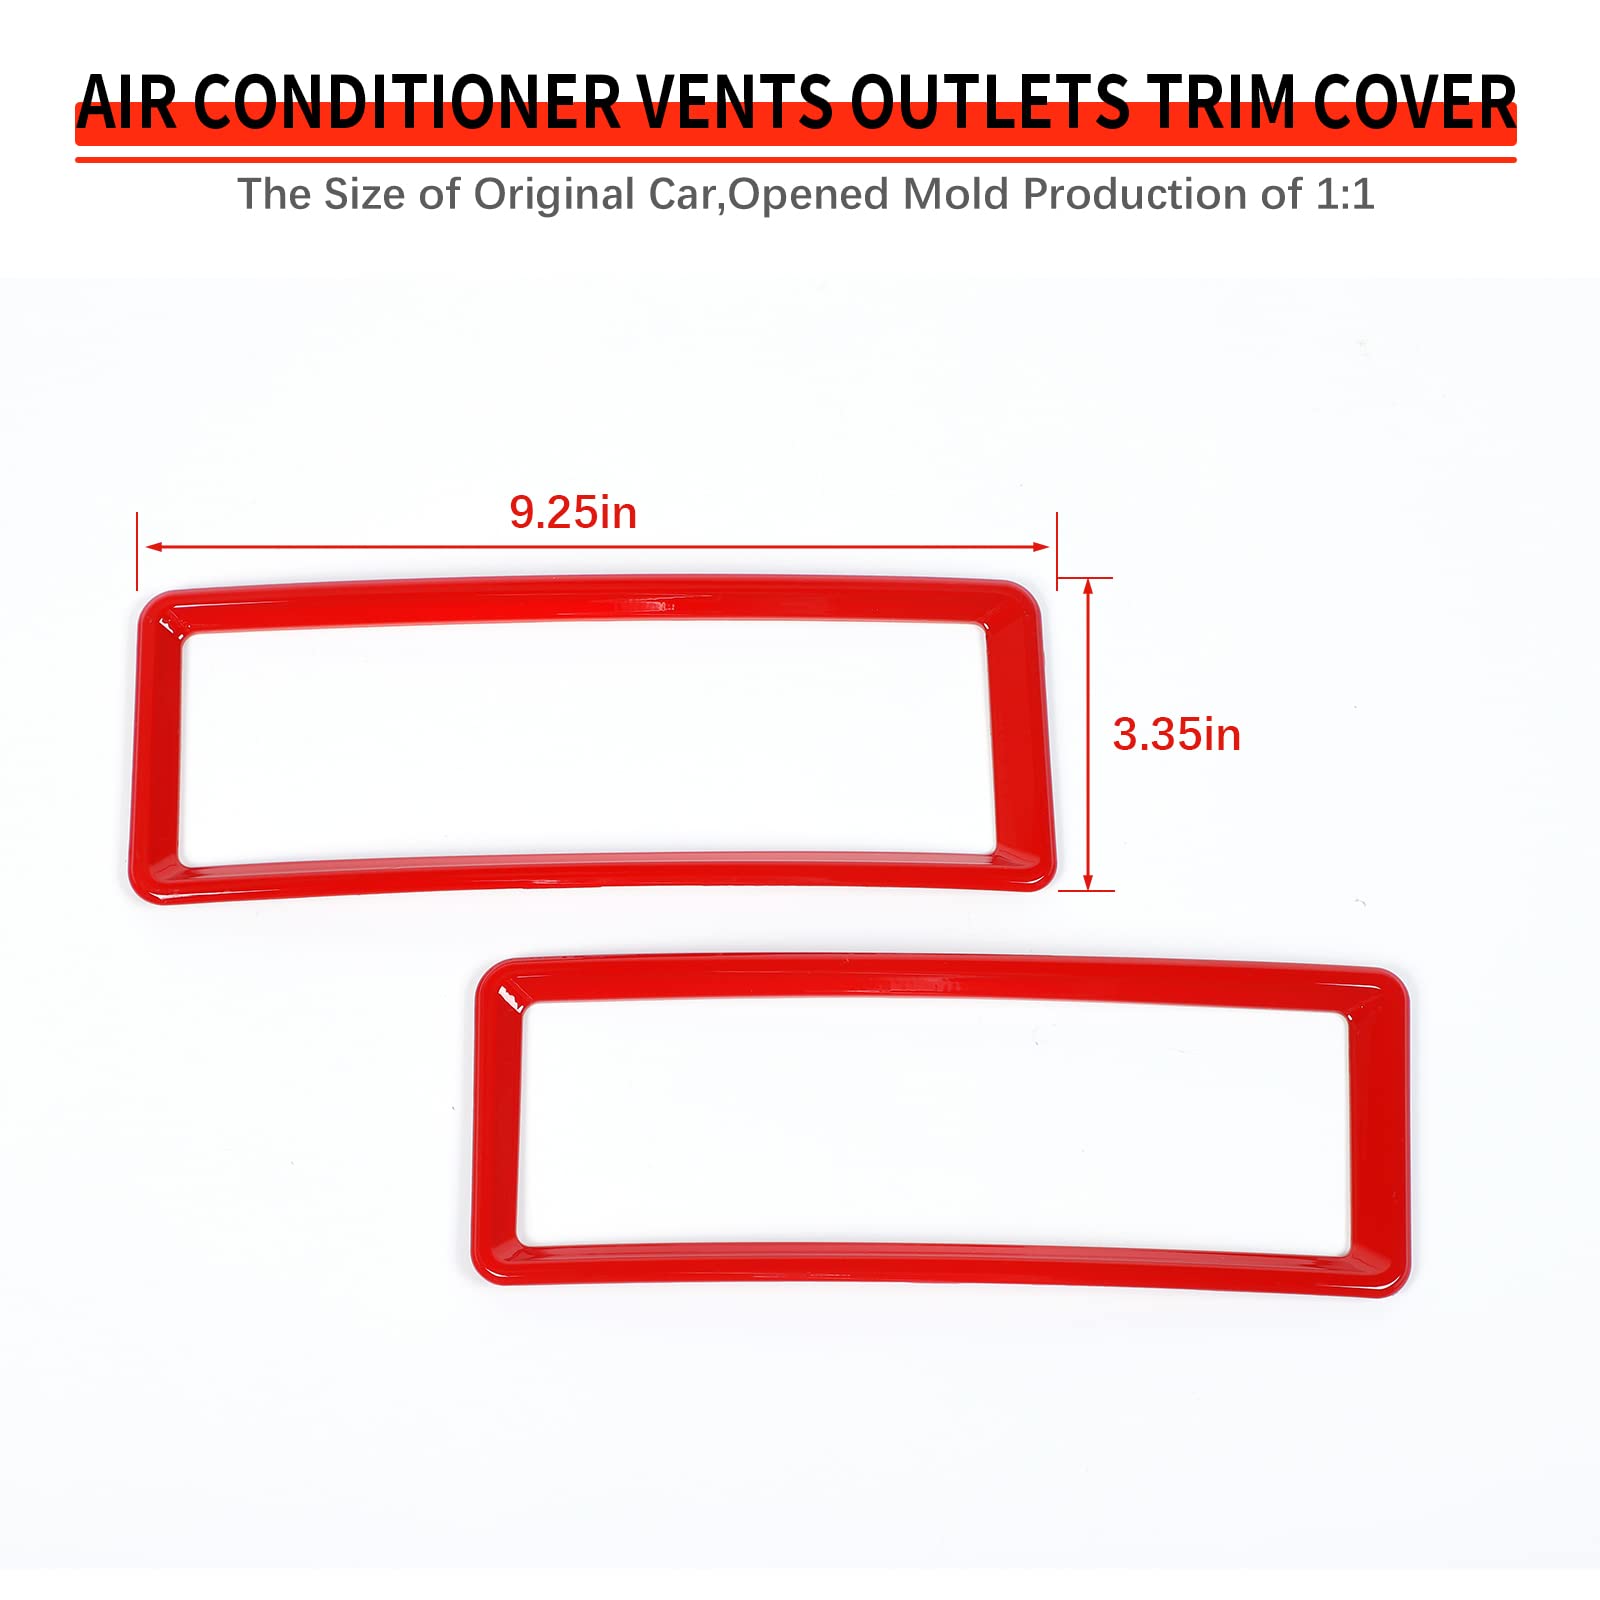 AIR CONDITIONER VENTS OUTLETS TRIM COVER
The Size of Original Car,Opened Mold Production of 1:1
9.25in
3.35in